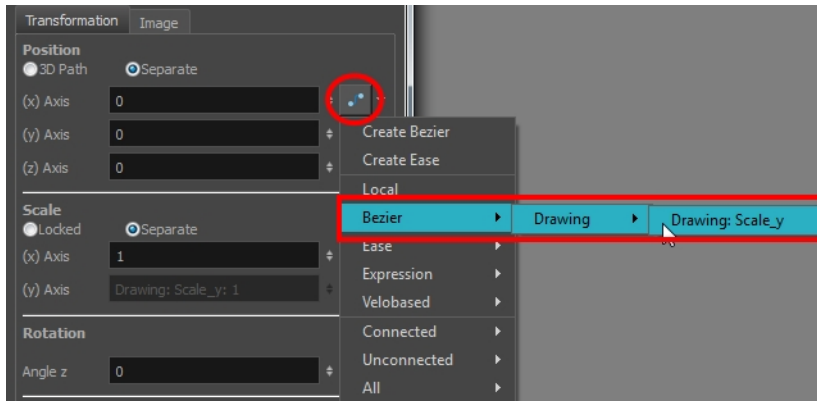 Transformation Image
Position
3D Path Separate
(x) Axis 0
(y) Axis 0
(z) Axis 0
Scale
Locked Separate
(x) Axis 1
(y) Axis Drawing: Scale_y: 1
Rotation
Angle z 0
Create Bezier
Create Ease
Local
Bezier Drawing Drawing: Scale_y
Ease
Expression
Velobased
Connected
Unconnected
All